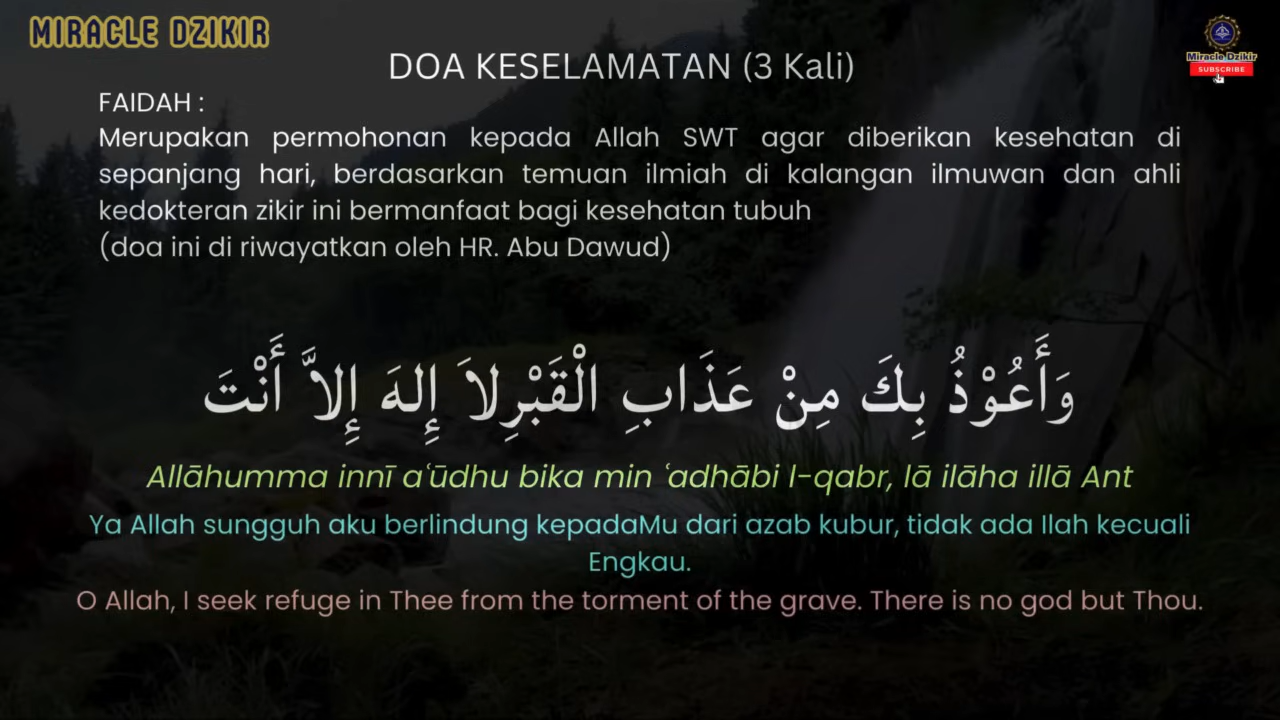 MIRACLE DZIKIR
Miracle Dzikir
SUBSCRIBE
DOA KESELAMATAN (3 Kali)
FAIDAH :
Merupakan permohonan kepada Allah SWT agar diberikan kesehatan di
sepanjang hari, berdasarkan temuan ilmiah di kalangan ilmuwan dan ahli
kedokteran zikir ini bermanfaat bagi kesehatan tubuh
(doa ini di riwayatkan oleh HR. Abu Dawud)
وَأَعُوْذُ بِكَ مِنْ عَذَابِ الْقَبْرِلاَ إِلهَ إِلاَّ أَنْتَ
Allāhumma innī aʿūdhu bika min ʿadhābi l-qabr, lā ilāha illā Ant
Ya Allah sungguh aku berlindung kepadaMu dari azab kubur, tidak ada Ilah kecuali
Engkau.
O Allah, I seek refuge in Thee from the torment of the grave. There is no god but Thou.